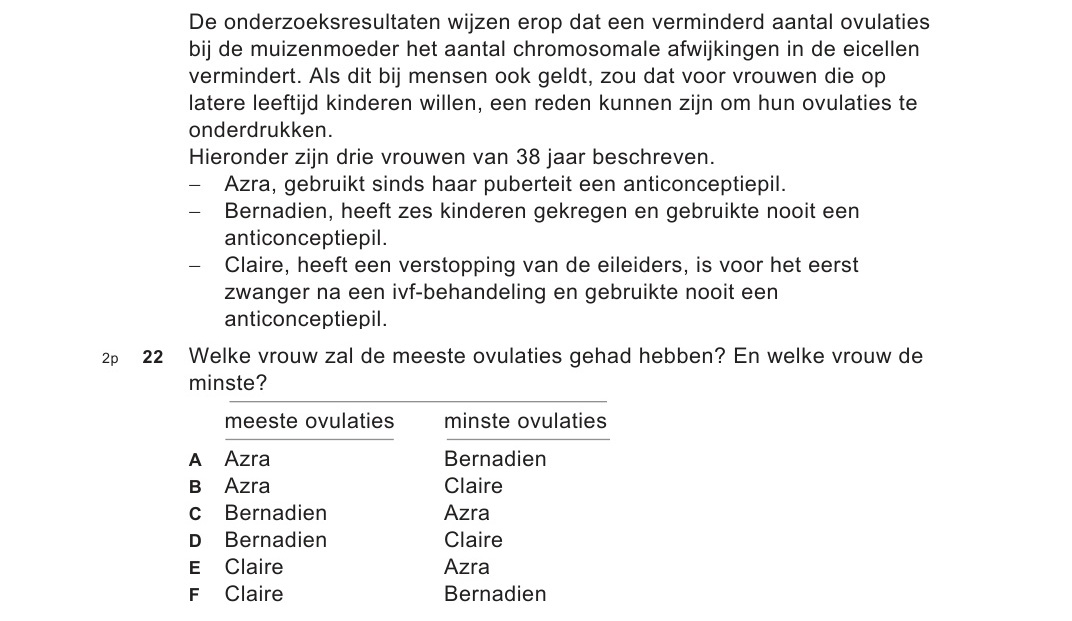 De onderzoeksresultaten wijzen erop dat een verminderd aantal ovulaties
bij de muizenmoeder het aantal chromosomale afwijkingen in de eicellen
vermindert. Als dit bij mensen ook geldt, zou dat voor vrouwen die op
latere leeftijd kinderen willen, een reden kunnen zijn om hun ovulaties te
onderdrukken.
Hieronder zijn drie vrouwen van 38 jaar beschreven.
– Azra, gebruikt sinds haar puberteit een anticonceptiepil.
– Bernadien, heeft zes kinderen gekregen en gebruikte nooit een
anticonceptiepil.
– Claire, heeft een verstopping van de eileiders, is voor het eerst
zwanger na een ivf-behandeling en gebruikte nooit een
anticonceptiepil.
2p 22 Welke vrouw zal de meeste ovulaties gehad hebben? En welke vrouw de
minste?
meeste ovulaties minste ovulaties
A Azra Bernadien
B Azra Claire
C Bernadien Azra
D Bernadien Claire
E Claire Azra
F Claire Bernadien